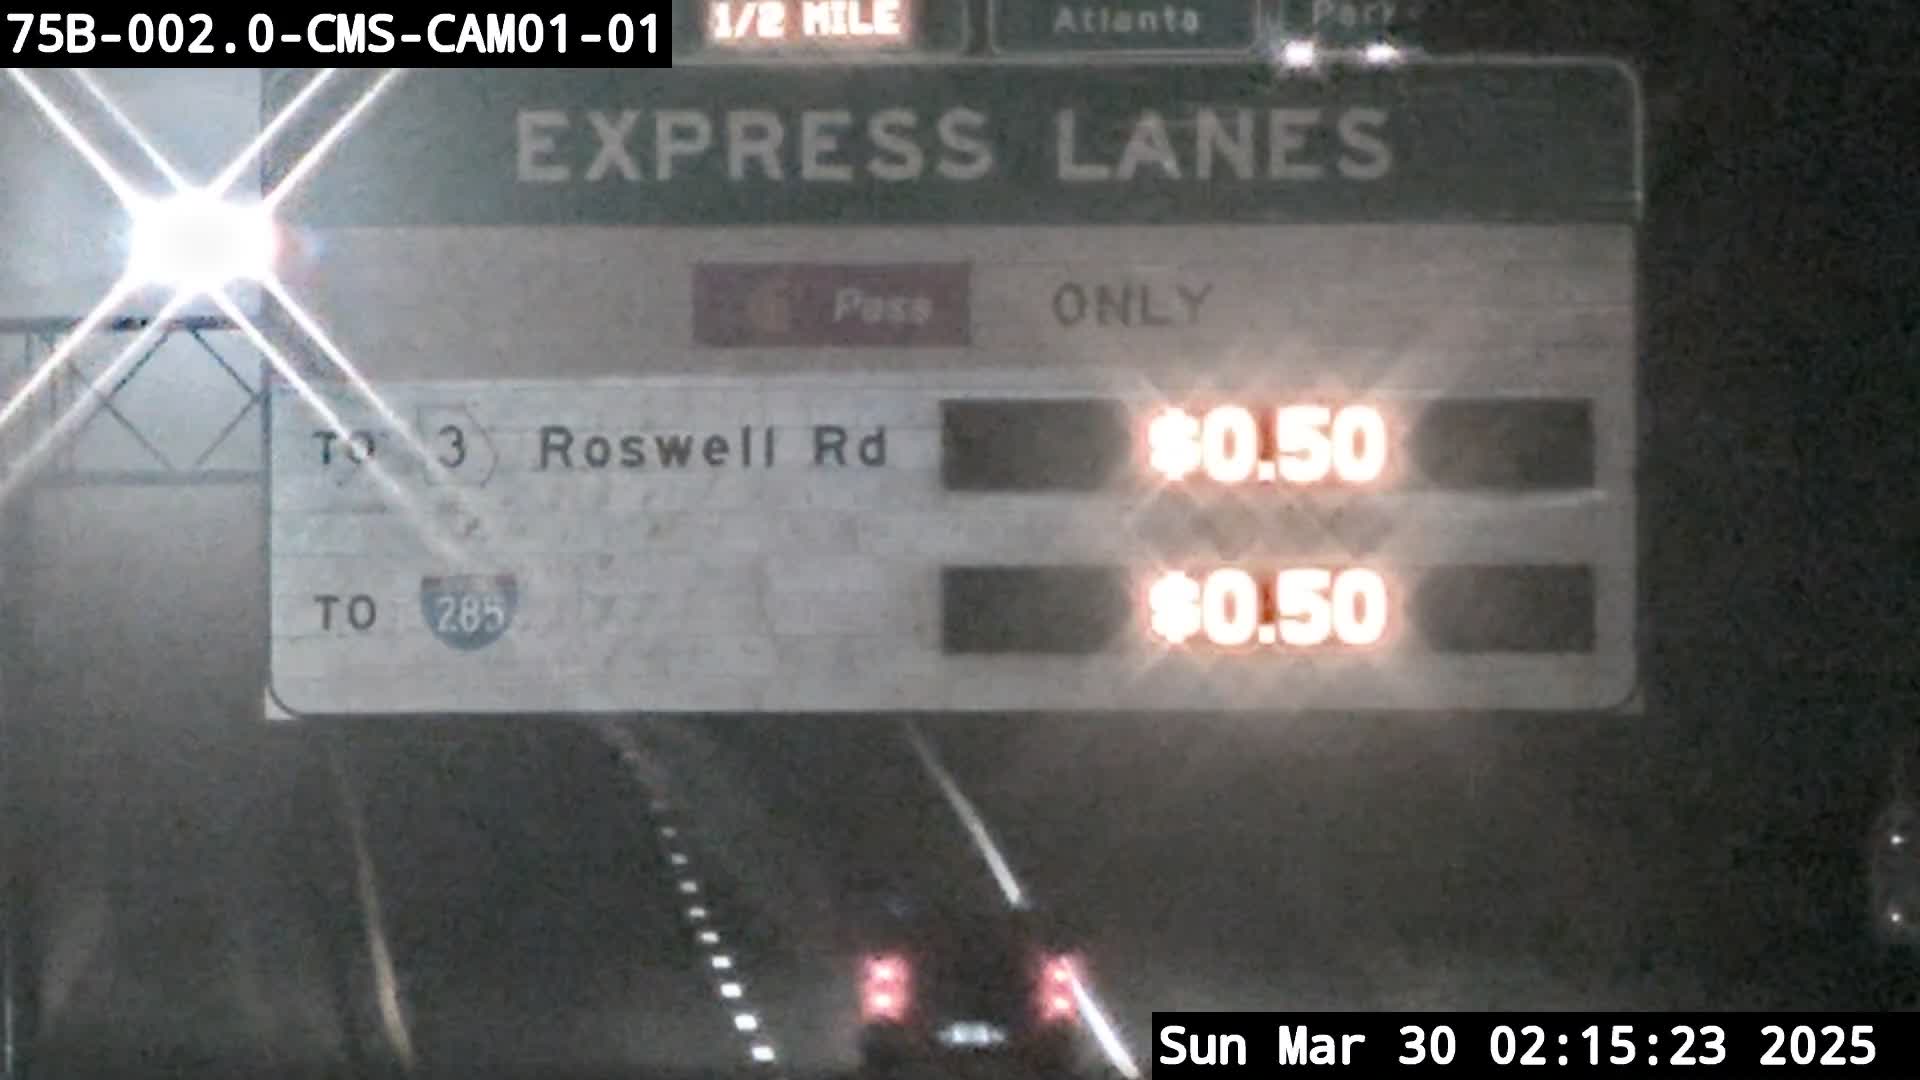 75B-002.0-CMS-CAM01-01
1/2 MILE
Atlanta
Park
EXPRESS LANES
Pass ONLY
TO 3 Roswell Rd $0.50
TO 285 $0.50
Sun Mar 30 02:15:23 2025